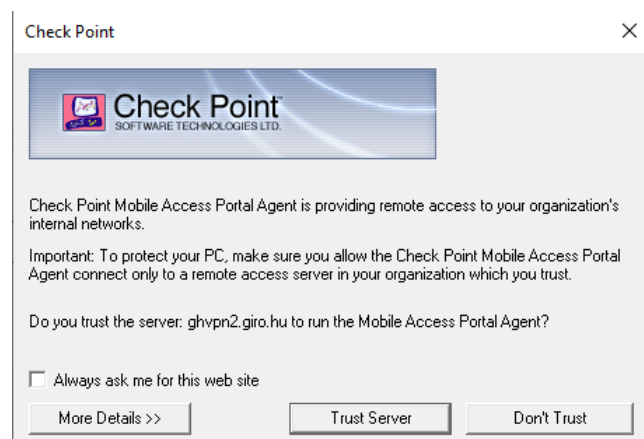 Check Point
Check Point
SOFTWARE TECHNOLOGIES LTD.
Check Point Mobile Access Portal Agent is providing remote access to your organization's
internal networks.
Important: To protect your PC, make sure you allow the Check Point Mobile Access Portal
Agent connect only to a remote access server in your organization which you trust.
Do you trust the server: ghvpn2.giro.hu to run the Mobile Access Portal Agent?
Always ask me for this web site
More Details >>
Trust Server
Don't Trust